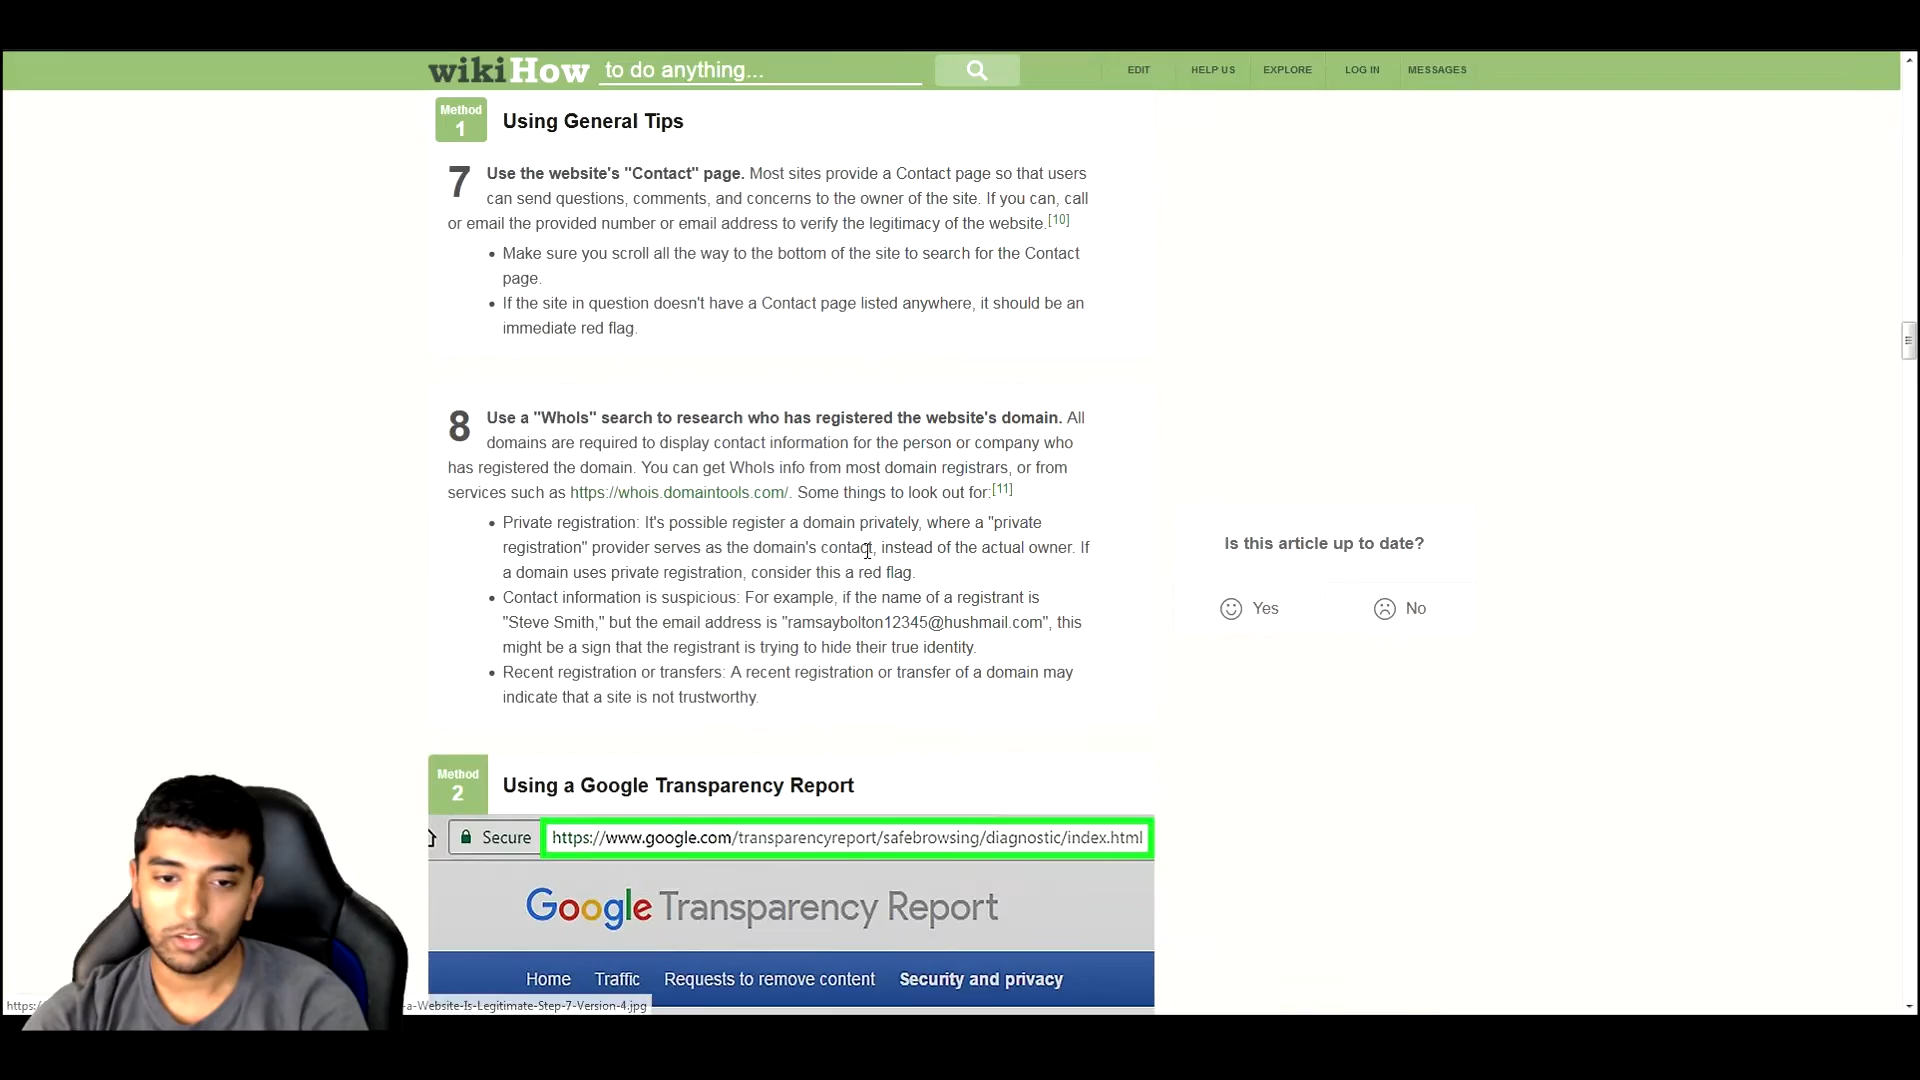 wikiHow to do anything... EDIT HELP US EXPLORE LOG IN MESSAGES
Method
1
Using General Tips
7
Use the website's "Contact" page. Most sites provide a Contact page so that users
can send questions, comments, and concerns to the owner of the site. If you can, call
or email the provided number or email address to verify the legitimacy of the website.[10]
• Make sure you scroll all the way to the bottom of the site to search for the Contact
page.
• If the site in question doesn't have a Contact page listed anywhere, it should be an
immediate red flag.
8
Use a "WhoIs" search to research who has registered the website's domain. All
domains are required to display contact information for the person or company who
has registered the domain. You can get WhoIs info from most domain registrars, or from
services such as https://whois.domaintools.com/. Some things to look out for:[11]
• Private registration: It's possible register a domain privately, where a "private
registration" provider serves as the domain's contact, instead of the actual owner. If
a domain uses private registration, consider this a red flag.
• Contact information is suspicious: For example, if the name of a registrant is
"Steve Smith," but the email address is "ramsaybolton12345@hushmail.com", this
might be a sign that the registrant is trying to hide their true identity.
• Recent registration or transfers: A recent registration or transfer of a domain may
indicate that a site is not trustworthy.
Is this article up to date?
Yes No
Method
2
Using a Google Transparency Report
Secure https://www.google.com/transparencyreport/safebrowsing/diagnostic/index.html
Google Transparency Report
Home Traffic Requests to remove content Security and privacy
https:/ -a-Website-Is-Legitimate-Step-7-Version-4.jpg